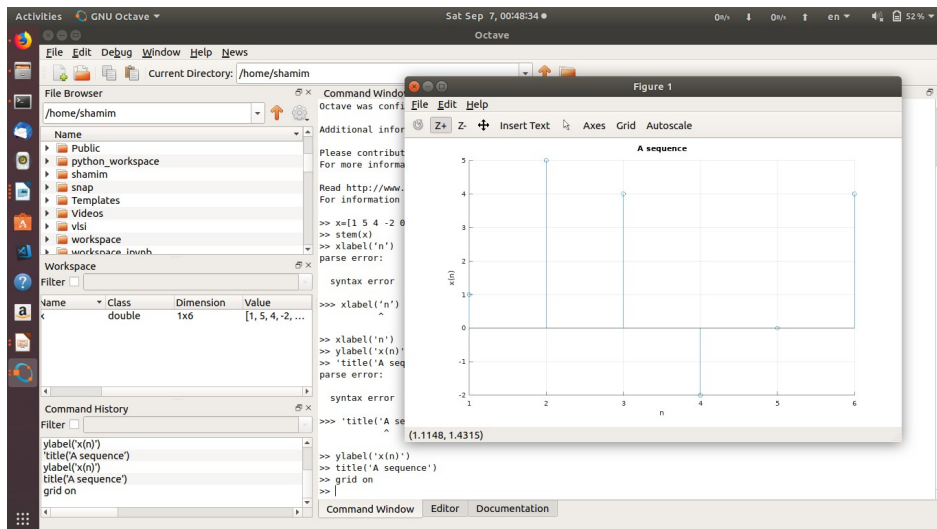 Activities GNU Octave Sat Sep 7, 00:48:34 en 52 %
Octave
File Edit Debug Window Help News
Current Directory: /home/shamim
File Browser
/home/shamim
Name
Public
python_workspace
shamim
snap
Templates
Videos
vlsi
workspace
workspace_ipynb
Workspace
Filter
Name Class Dimension Value
x double 1x6 [1, 5, 4, -2, ...
Command History
Filter
ylabel('x(n)')
'title('A sequence')
ylabel('x(n)')
title('A sequence')
grid on
Command Windo
Octave was confi
Additional infor
Please contribut
For more informa
Read http://www.
For information
>> x=[1 5 4 -2 0
>> stem(x)
>> xlabel(‘n’)
parse error:
syntax error
>>> xlabel(‘n’)
^
>> xlabel('n')
>> ylabel('x(n)'
>> 'title('A seq
parse error:
syntax error
>>> 'title('A se
^
>> ylabel('x(n)')
>> title('A sequence')
>> grid on
>>
Command Window Editor Documentation
Figure 1
File Edit Help
Z+ Z- Insert Text Axes Grid Autoscale
A sequence
5
4
3
2
1
0
-1
-2
x(n)
1 2 3 4 5 6
n
(1.1148, 1.4315)
a